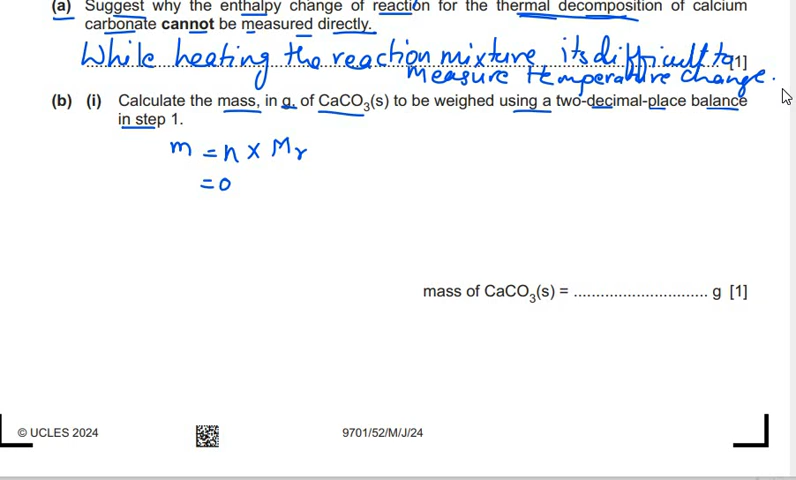 (a) Suggest why the enthalpy change of reaction for the thermal decomposition of calcium
carbonate cannot be measured directly.
While heating the reaction mixture, its difficult to [1]
measure temperature change.
(b) (i) Calculate the mass, in g, of CaCO₃(s) to be weighed using a two-decimal-place balance
in step 1.
m = n × Mr
= 0
mass of CaCO₃(s) = .............................. g [1]
© UCLES 2024
9701/52/M/J/24